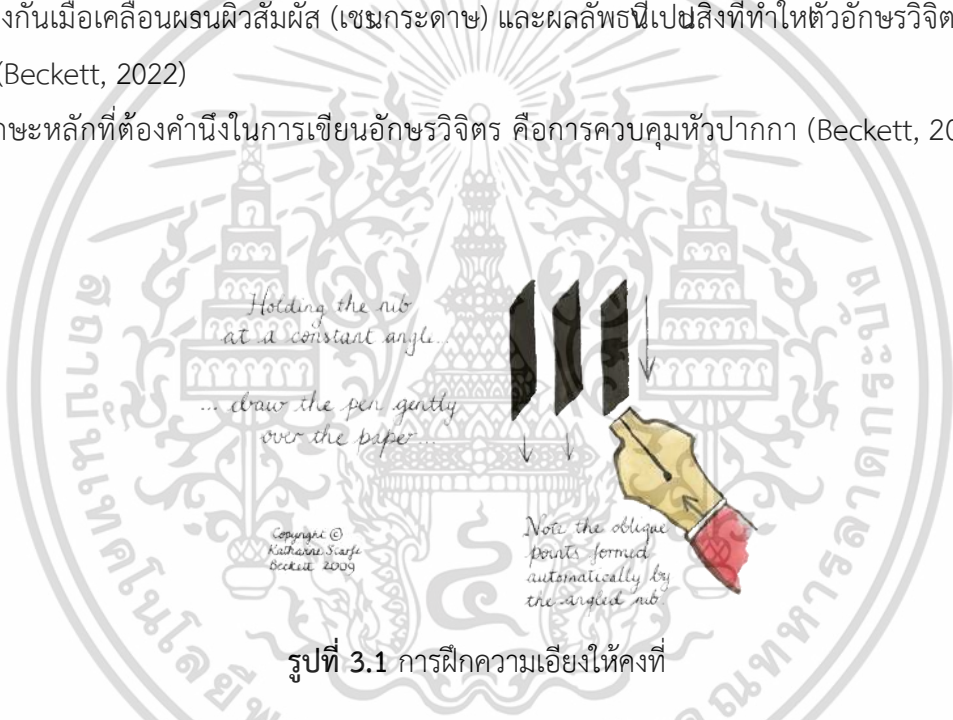 งกันเมื่อเคลื่อนผ่านผิวสัมผัส (เช่นกระดาษ) และผลลัพธ์นี้เป็นสิ่งที่ทำให้ตัวอักษรวิจิต
(Beckett, 2022)
กษะหลักที่ต้องคำนึงในการเขียนอักษรวิจิตร คือการควบคุมหัวปากกา (Beckett, 20
Holding the nib
at a constant angle...
... draw the pen gently
over the paper...
Copyright ©
Katharine Scarfe
Beckett 2009
Note the oblique
points formed
automatically by
the angled nib.
รูปที่ 3.1 การฝึกความเอียงให้คงที่